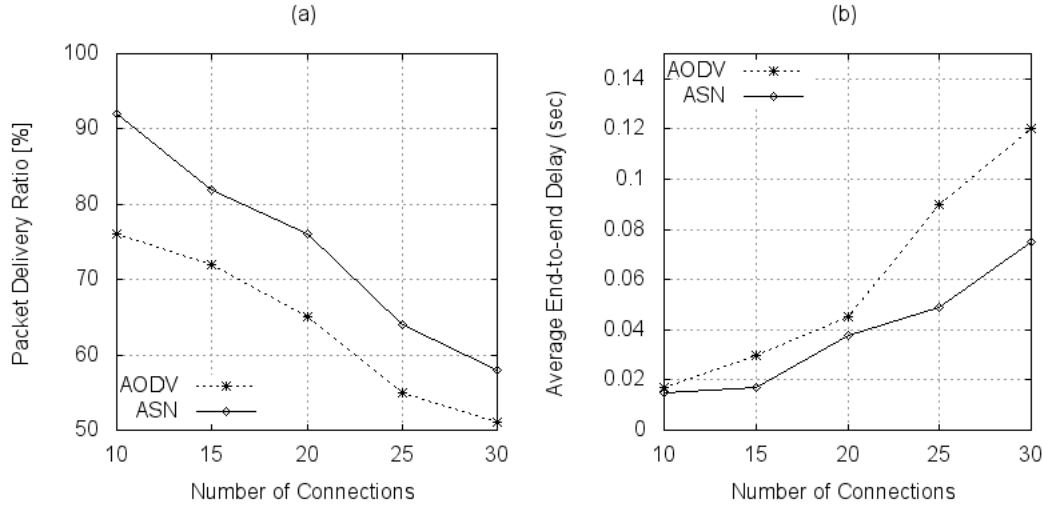 (a)
100
90
80
70
60
50
10 15 20 25 30
Packet Delivery Ratio [%]
Number of Connections
AODV
ASN
(b)
0.14
0.12
0.1
0.08
0.06
0.04
0.02
0
10 15 20 25 30
Average End-to-end Delay (sec)
Number of Connections
AODV
ASN